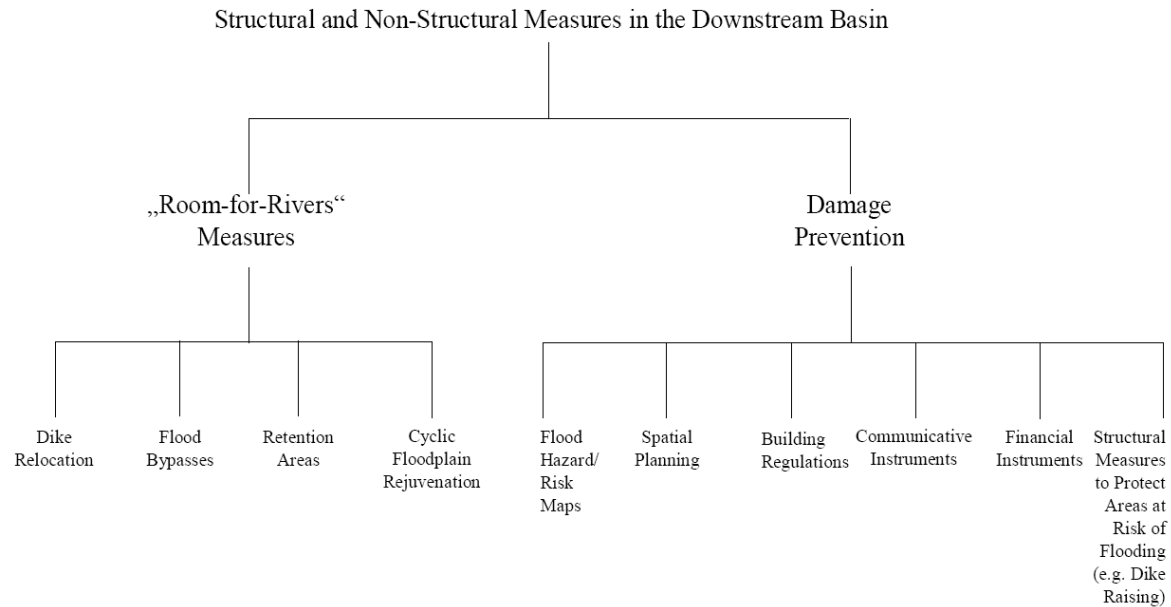 Structural and Non-Structural Measures in the Downstream Basin
„Room-for-Rivers“
Measures
Damage
Prevention
Dike
Relocation
Flood
Bypasses
Retention
Areas
Cyclic
Floodplain
Rejuvenation
Flood
Hazard/
Risk
Maps
Spatial
Planning
Building
Regulations
Communicative
Instruments
Financial
Instruments
Structural
Measures
to Protect
Areas at
Risk of
Flooding
(e.g. Dike
Raising)